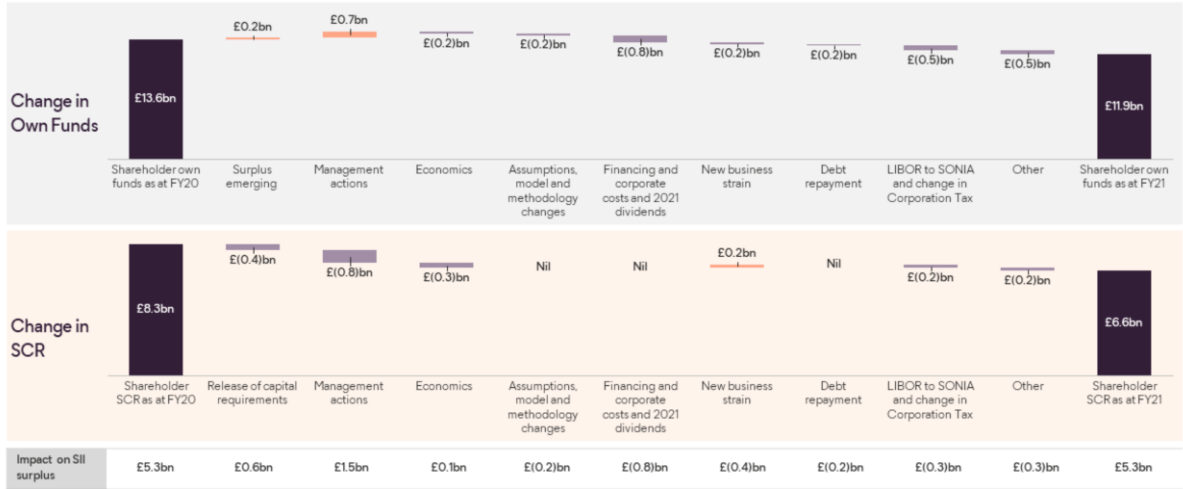 £0.2bn
£0.7bn
£(0.2)bn
£(0.2)bn
£(0.8)bn
£(0.2)bn
£(0.2)bn
£(0.5)bn
£(0.5)bn
Change in
Own Funds
£13.6bn
£11.9bn
Shareholder own
funds as at FY20
Surplus
emerging
Management
actions
Economics
Assumptions,
model and
methodology
changes
Financing and
corporate
costs and 2021
dividends
New business
strain
Debt
repayment
LIBOR to SONIA
and change in
Corporation Tax
Other
Shareholder own
funds as at FY21
Change in
SCR
£8.3bn
£(0.4)bn
£(0.8)bn
£(0.3)bn
Nil
Nil
£0.2bn
Nil
£(0.2)bn
£(0.2)bn
£6.6bn
Shareholder
SCR as at FY20
Release of capital
requirements
Management
actions
Economics
Assumptions,
model and
methodology
changes
Financing and
corporate
costs and 2021
dividends
New business
strain
Debt
repayment
LIBOR to SONIA
and change in
Corporation Tax
Other
Shareholder
SCR as at FY21
Impact on SII
surplus
£5.3bn
£0.6bn
£1.5bn
£0.1bn
£(0.2)bn
£(0.8)bn
£(0.4)bn
£(0.2)bn
£(0.3)bn
£(0.3)bn
£5.3bn